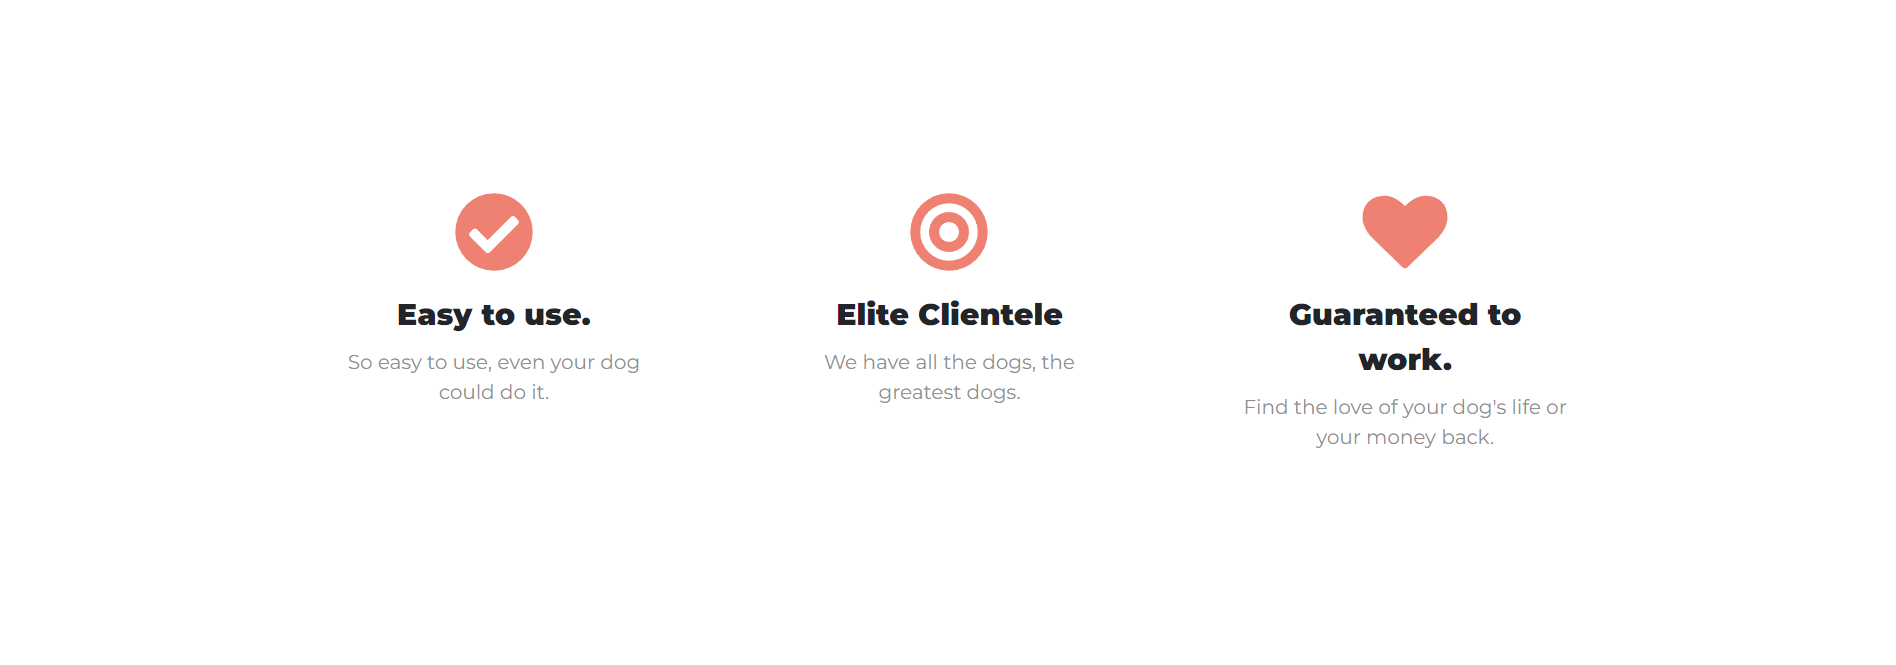 Easy to use.
So easy to use, even your dog
could do it.
Elite Clientele
We have all the dogs, the
greatest dogs.
Guaranteed to
work.
Find the love of your dog's life or
your money back.